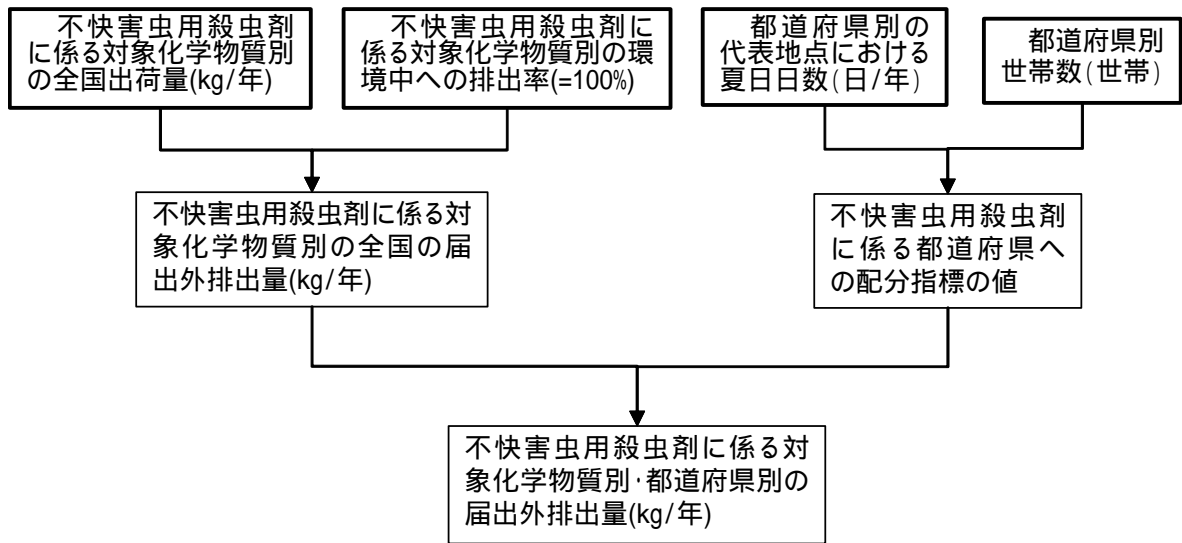 不快害虫用殺虫剤
に係る対象化学物質別
の全国出荷量(kg/年)
不快害虫用殺虫剤に
係る対象化学物質別の環
境中への排出率(=100%)
都道府県別の
代表地点における
夏日日数(日/年)
都道府県別
世帯数(世帯)
不快害虫用殺虫剤に係る対
象化学物質別の全国の届
出外排出量(kg/年)
不快害虫用殺虫剤
に係る都道府県へ
の配分指標の値
不快害虫用殺虫剤に係る対
象化学物質別・都道府県別の
届出外排出量(kg/年)